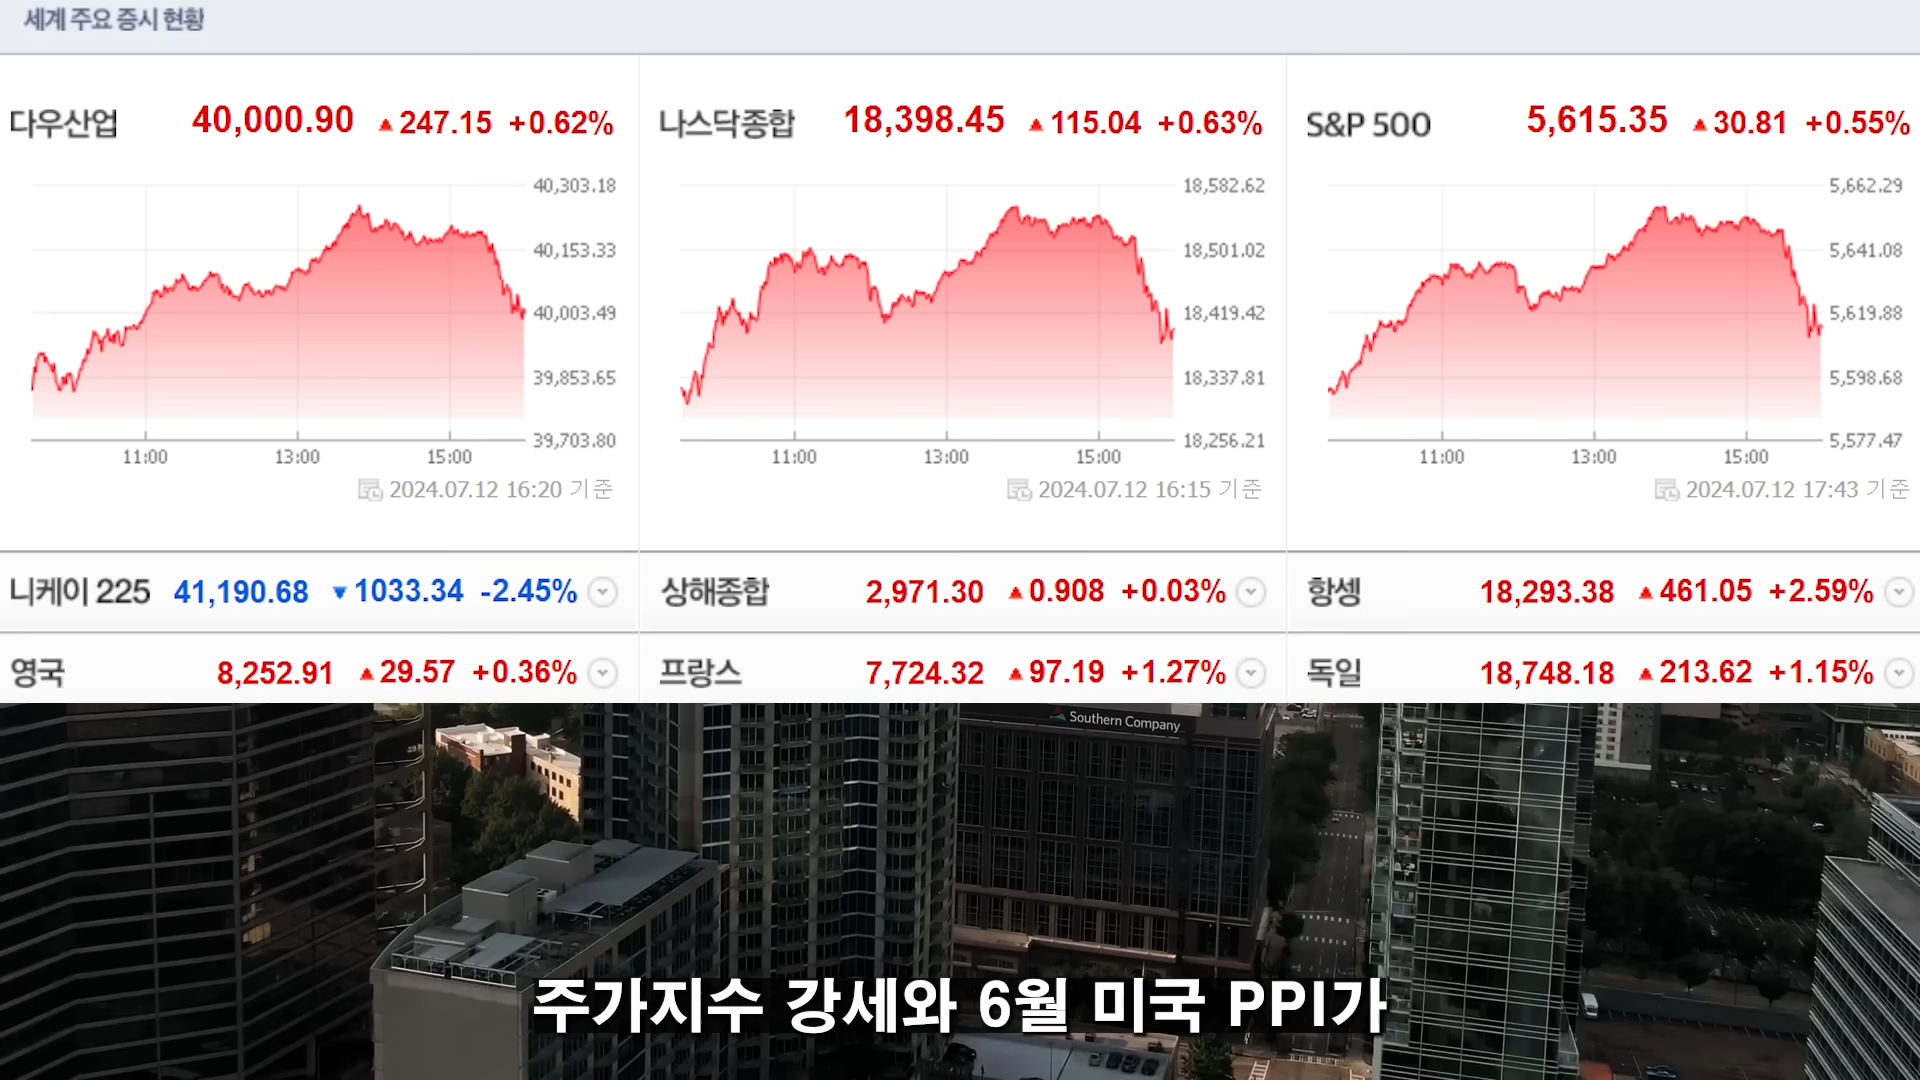 세계 주요 증시 현황
다우산업 40,000.90 ▲247.15 +0.62%
40,303.18
40,153.33
40,003.49
39,853.65
39,703.80
11:00 13:00 15:00
2024.07.12 16:20 기준
나스닥종합 18,398.45 ▲115.04 +0.63%
18,582.62
18,501.02
18,419.42
18,337.81
18,256.21
11:00 13:00 15:00
2024.07.12 16:15 기준
S&P 500 5,615.35 ▲30.81 +0.55%
5,662.29
5,641.08
5,619.88
5,598.68
5,577.47
11:00 13:00 15:00
2024.07.12 17:43 기준
니케이 225 41,190.68 ▼1033.34 -2.45%
상해종합 2,971.30 ▲0.908 +0.03%
항셍 18,293.38 ▲461.05 +2.59%
영국 8,252.91 ▲29.57 +0.36%
프랑스 7,724.32 ▲97.19 +1.27%
독일 18,748.18 ▲213.62 +1.15%
Southern Company
주가지수 강세와 6월 미국 PPI가